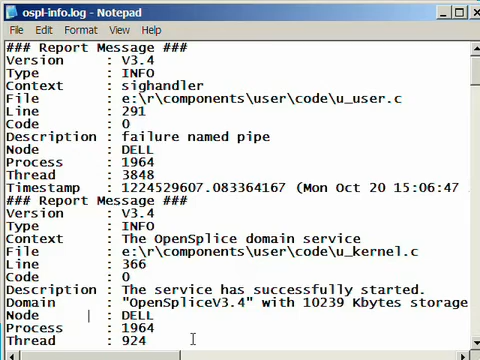 ospl-info.log - Notepad
File Edit Format View Help
### Report Message ###
Version : V3.4
Type : INFO
Context : sighandler
File : e:\r\components\user\code\u_user.c
Line : 291
Code : 0
Description : failure named pipe
Node : DELL
Process : 1964
Thread : 3848
Timestamp : 1224529607.083364167 (Mon Oct 20 15:06:47
### Report Message ###
Version : V3.4
Type : INFO
Context : The OpenSplice domain service
File : e:\r\components\user\code\u_kernel.c
Line : 366
Code : 0
Description : The service has successfully started.
Domain : "OpenSpliceV3.4" with 10239 Kbytes storage
Node : DELL
Process : 1964
Thread : 924